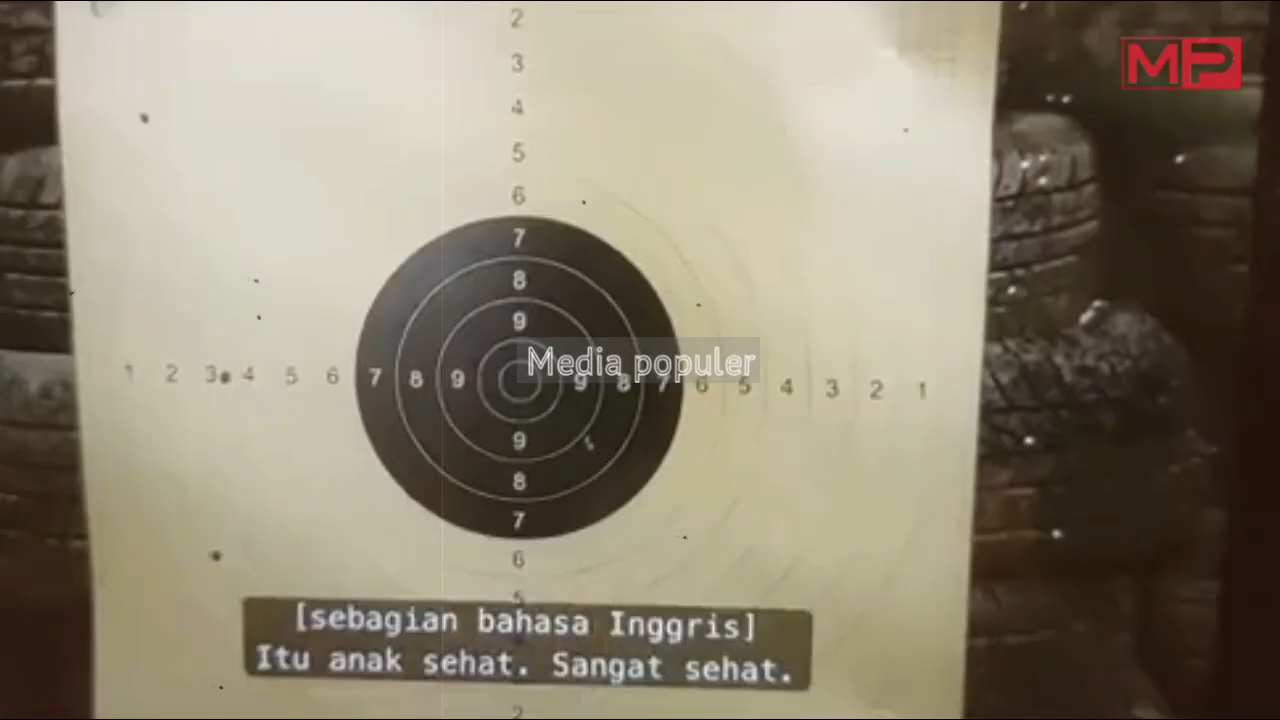 MP
2
3
4
5
6
7
8
9
1 2 3 4 5 6 7 8 9 9 8 7 6 5 4 3 2 1
Media populer
9
8
7
6
5
[sebagian bahasa Inggris]
Itu anak sehat. Sangat sehat.
2